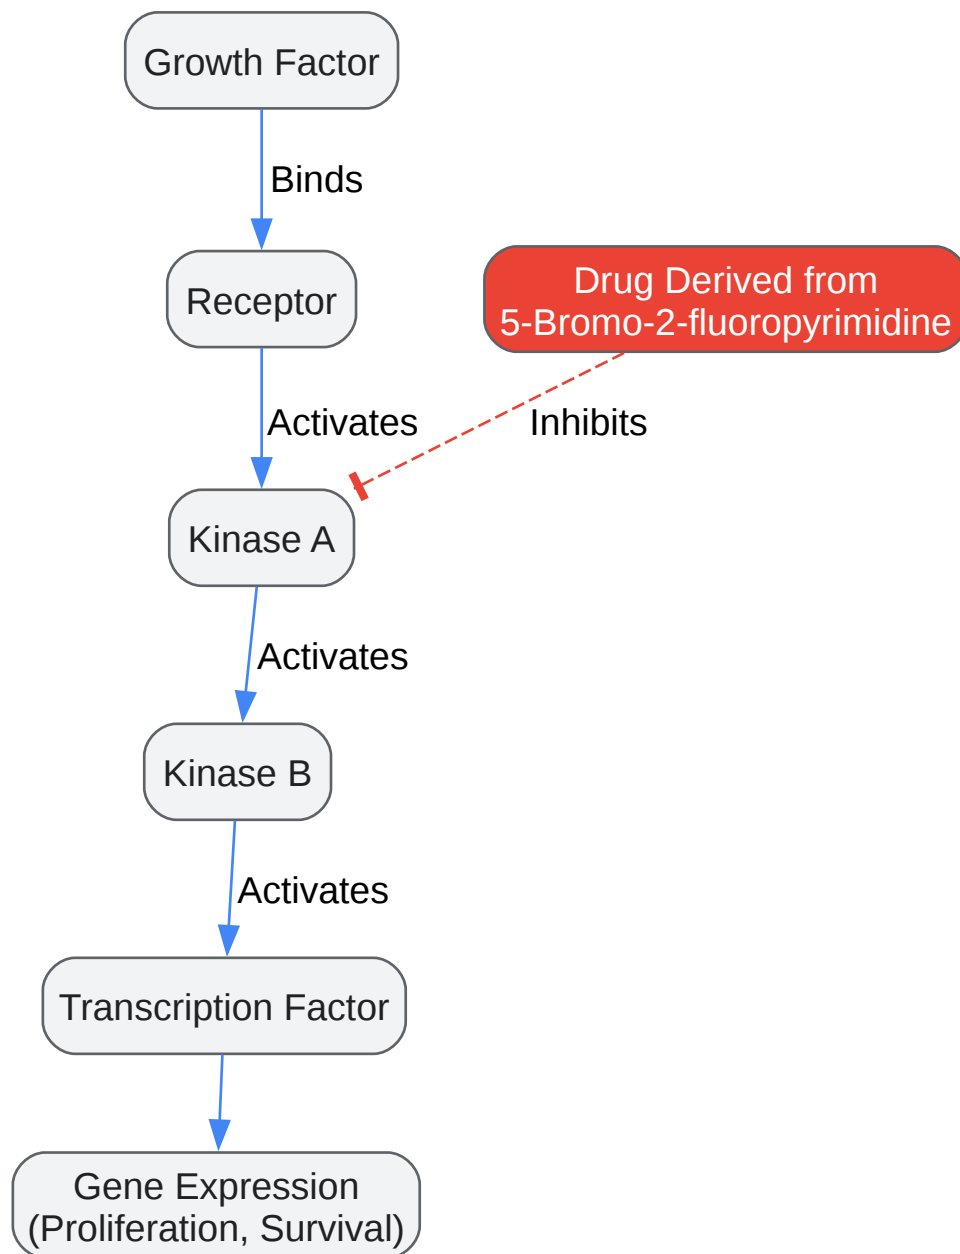 Growth Factor
Binds
Receptor
Drug Derived from
5-Bromo-2-fluoropyrimidine
Activates
Inhibits
Kinase A
Activates
Kinase B
Activates
Transcription Factor
Gene Expression
(Proliferation, Survival)